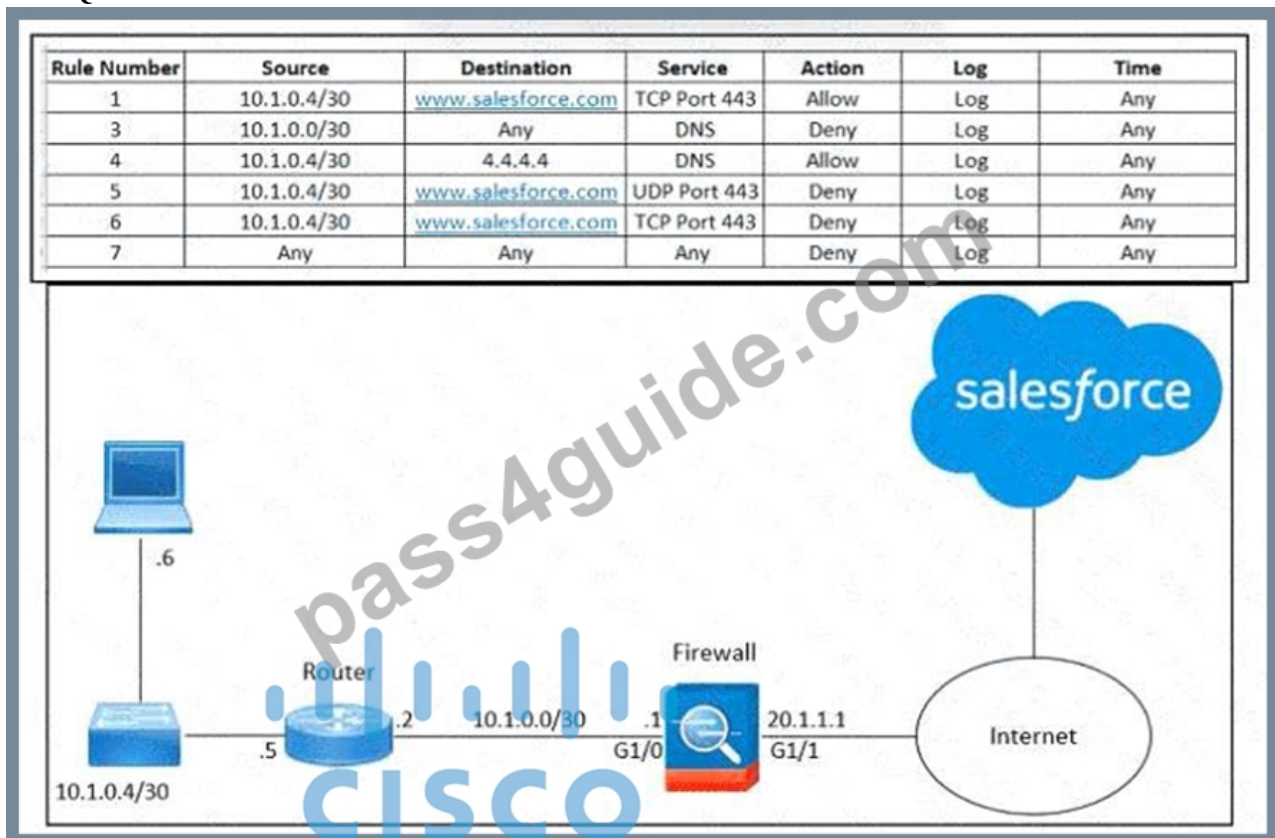 Rule Number Source Destination Service Action Log Time
1 10.1.0.4/30 www.salesforce.com TCP Port 443 Allow Log Any
3 10.1.0.0/30 Any DNS Deny Log Any
4 10.1.0.4/30 4.4.4.4 DNS Allow Log Any
5 10.1.0.4/30 www.salesforce.com UDP Port 443 Deny Log Any
6 10.1.0.4/30 www.salesforce.com TCP Port 443 Deny Log Any
7 Any Any Any Deny Log Any
pass4guide.com
salesforce
.6
Router
Firewall
.5
.2
10.1.0.0/30
.1
G1/0
20.1.1.1
G1/1
Internet
10.1.0.4/30
CISCO